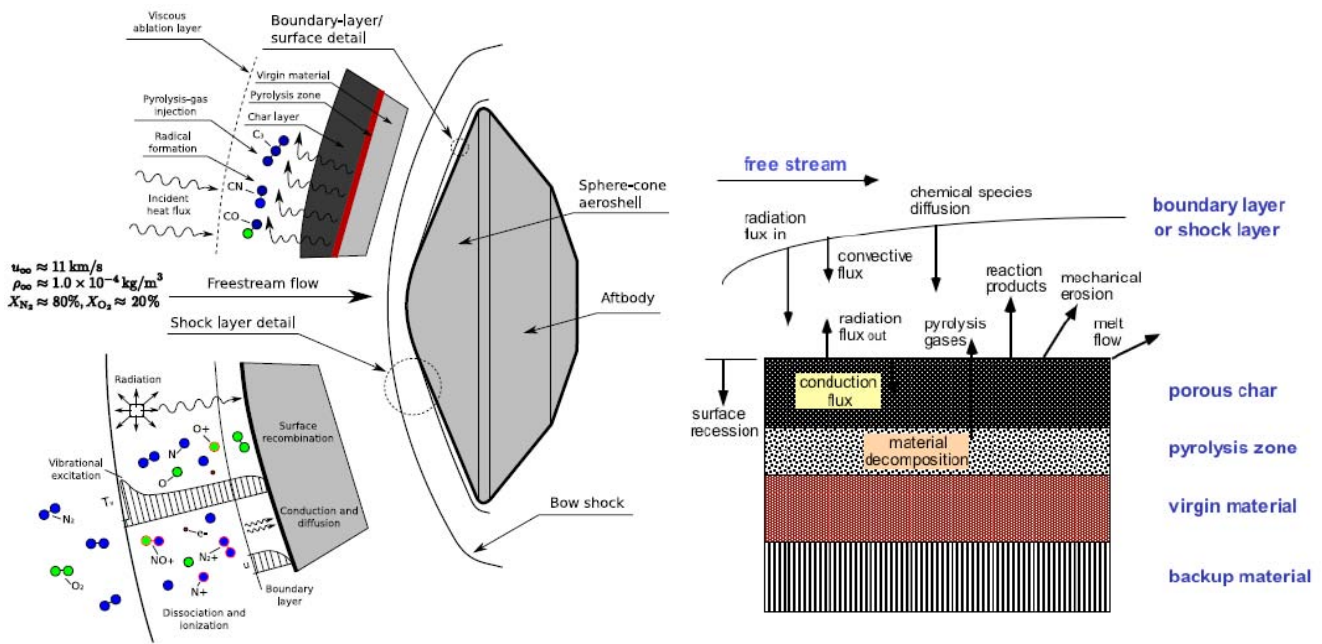 Viscous
ablation layer
Boundary-layer/
surface detail
Virgin material
Pyrolysis zone
Char layer
Pyrolysis-gas
injection
C₃
Radical
formation
CN
Incident
heat flux
CO
u∞ ≈ 11 km/s
ρ∞ ≈ 1.0 × 10⁻⁴ kg/m³
X_N₂ ≈ 80%, X_O₂ ≈ 20%
Freestream flow
Sphere-cone
aeroshell
Aftbody
Shock layer detail
Radiation
O+
N
O
Surface
recombination
Vibrational
excitation
Tᵥ
N₂
e-
Conduction and
diffusion
NO+
N₂+
O₂
N+
u
Boundary
layer
Dissociation and
ionization
Bow shock
free stream
chemical species
diffusion
boundary layer
or shock layer
radiation
flux in
convective
flux
reaction
products
mechanical
erosion
radiation
flux out
pyrolysis
gases
melt
flow
surface
recession
conduction
flux
porous char
material
decomposition
pyrolysis zone
virgin material
backup material